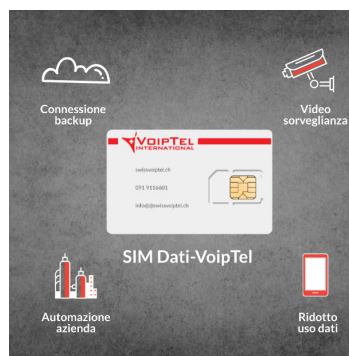 Connessione
backup
Video
sorveglianza
VOIPTEL
INTERNATIONAL
swissvoiptel.ch
091 9116601
info@swissvoiptel.ch
SIM Dati-VoipTel
Automazione
azienda
Ridotto
uso dati